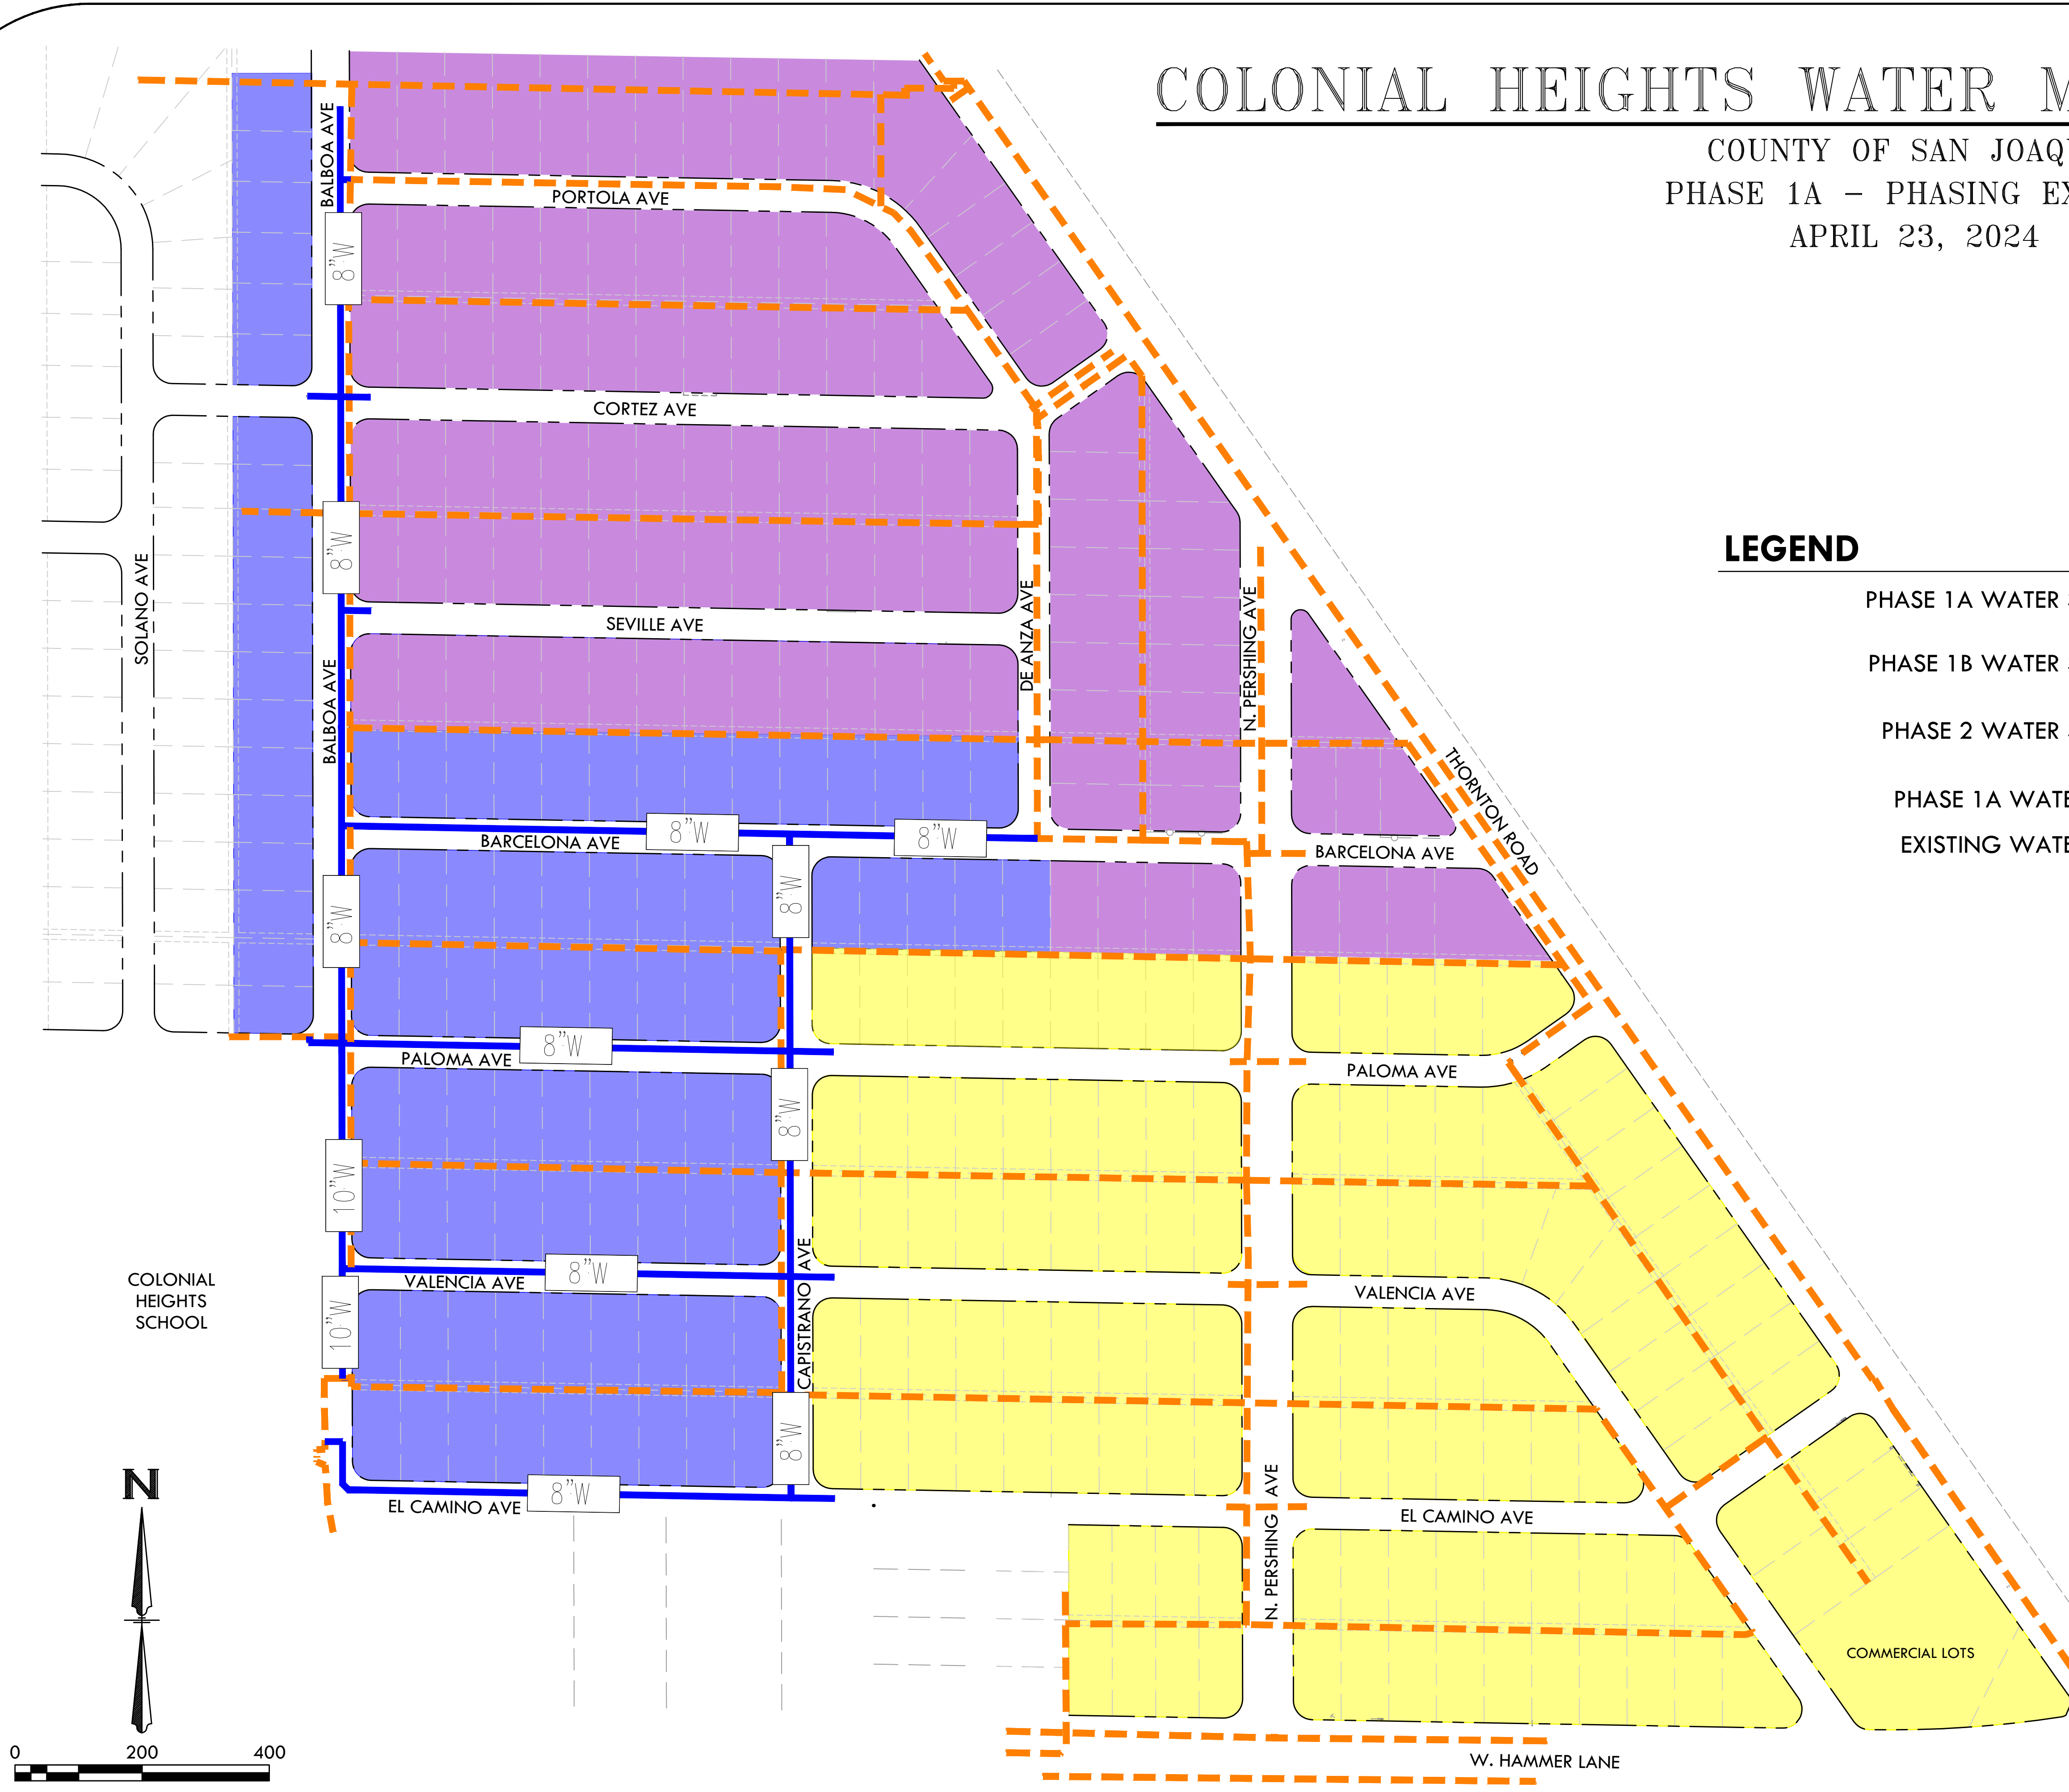 COLONIAL HEIGHTS WATER M
COUNTY OF SAN JOAQ
PHASE 1A – PHASING EX
APRIL 23, 2024
BALBOA AVE
PORTOLA AVE
8"W
CORTEZ AVE
8"W
SOLANO AVE
SEVILLE AVE
DE ANZA AVE
N. PERSHING AVE
BALBOA AVE
THORNTON ROAD
LEGEND
PHASE 1A WATER
PHASE 1B WATER
PHASE 2 WATER
PHASE 1A WATE
EXISTING WATE
8"W
8"W
BARCELONA AVE
BARCELONA AVE
8"W
8"W
8"W
PALOMA AVE
PALOMA AVE
8"W
10"W
8"W
VALENCIA AVE
VALENCIA AVE
CAPISTRANO AVE
10"W
COLONIAL
HEIGHTS
SCHOOL
8"W
8"W
EL CAMINO AVE
EL CAMINO AVE
N. PERSHING AVE
N
COMMERCIAL LOTS
W. HAMMER LANE
0 200 400